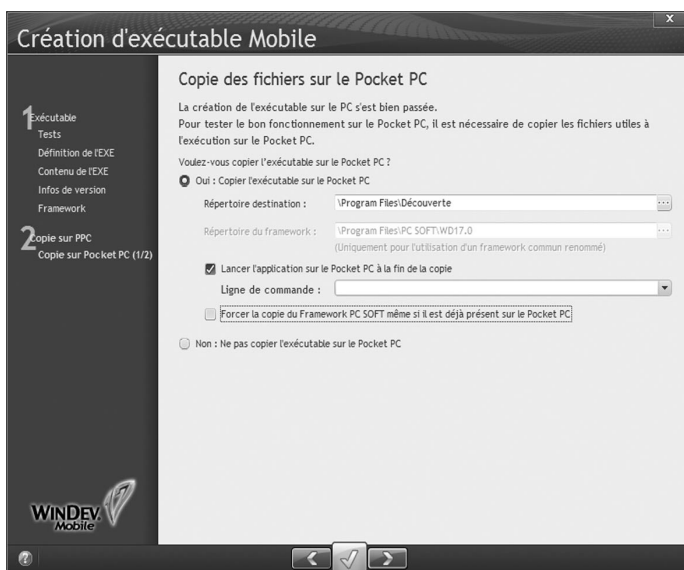 x
Création d'exécutable Mobile
Copie des fichiers sur le Pocket PC
La création de l'exécutable sur le PC s'est bien passée.
Pour tester le bon fonctionnement sur le Pocket PC, il est nécessaire de copier les fichiers utiles à
l'exécution sur le Pocket PC.
Voulez-vous copier l'exécutable sur le Pocket PC ?
Oui : Copier l'exécutable sur le Pocket PC
Répertoire destination :
\Program Files\Découverte
...
Répertoire du framework :
\Program Files\PC SOFT\WD17.0
...
(Uniquement pour l'utilisation d'un framework commun renommé)
Lancer l'application sur le Pocket PC à la fin de la copie
Ligne de commande :
Forcer la copie du Framework PC SOFT même si il est déjà présent sur le Pocket PC
Non : Ne pas copier l'exécutable sur le Pocket PC
1
Exécutable
Tests
Définition de l'EXE
Contenu de l'EXE
Infos de version
Framework
2
Copie sur PPC
Copie sur Pocket PC (1/2)
WINDEV
Mobile
?